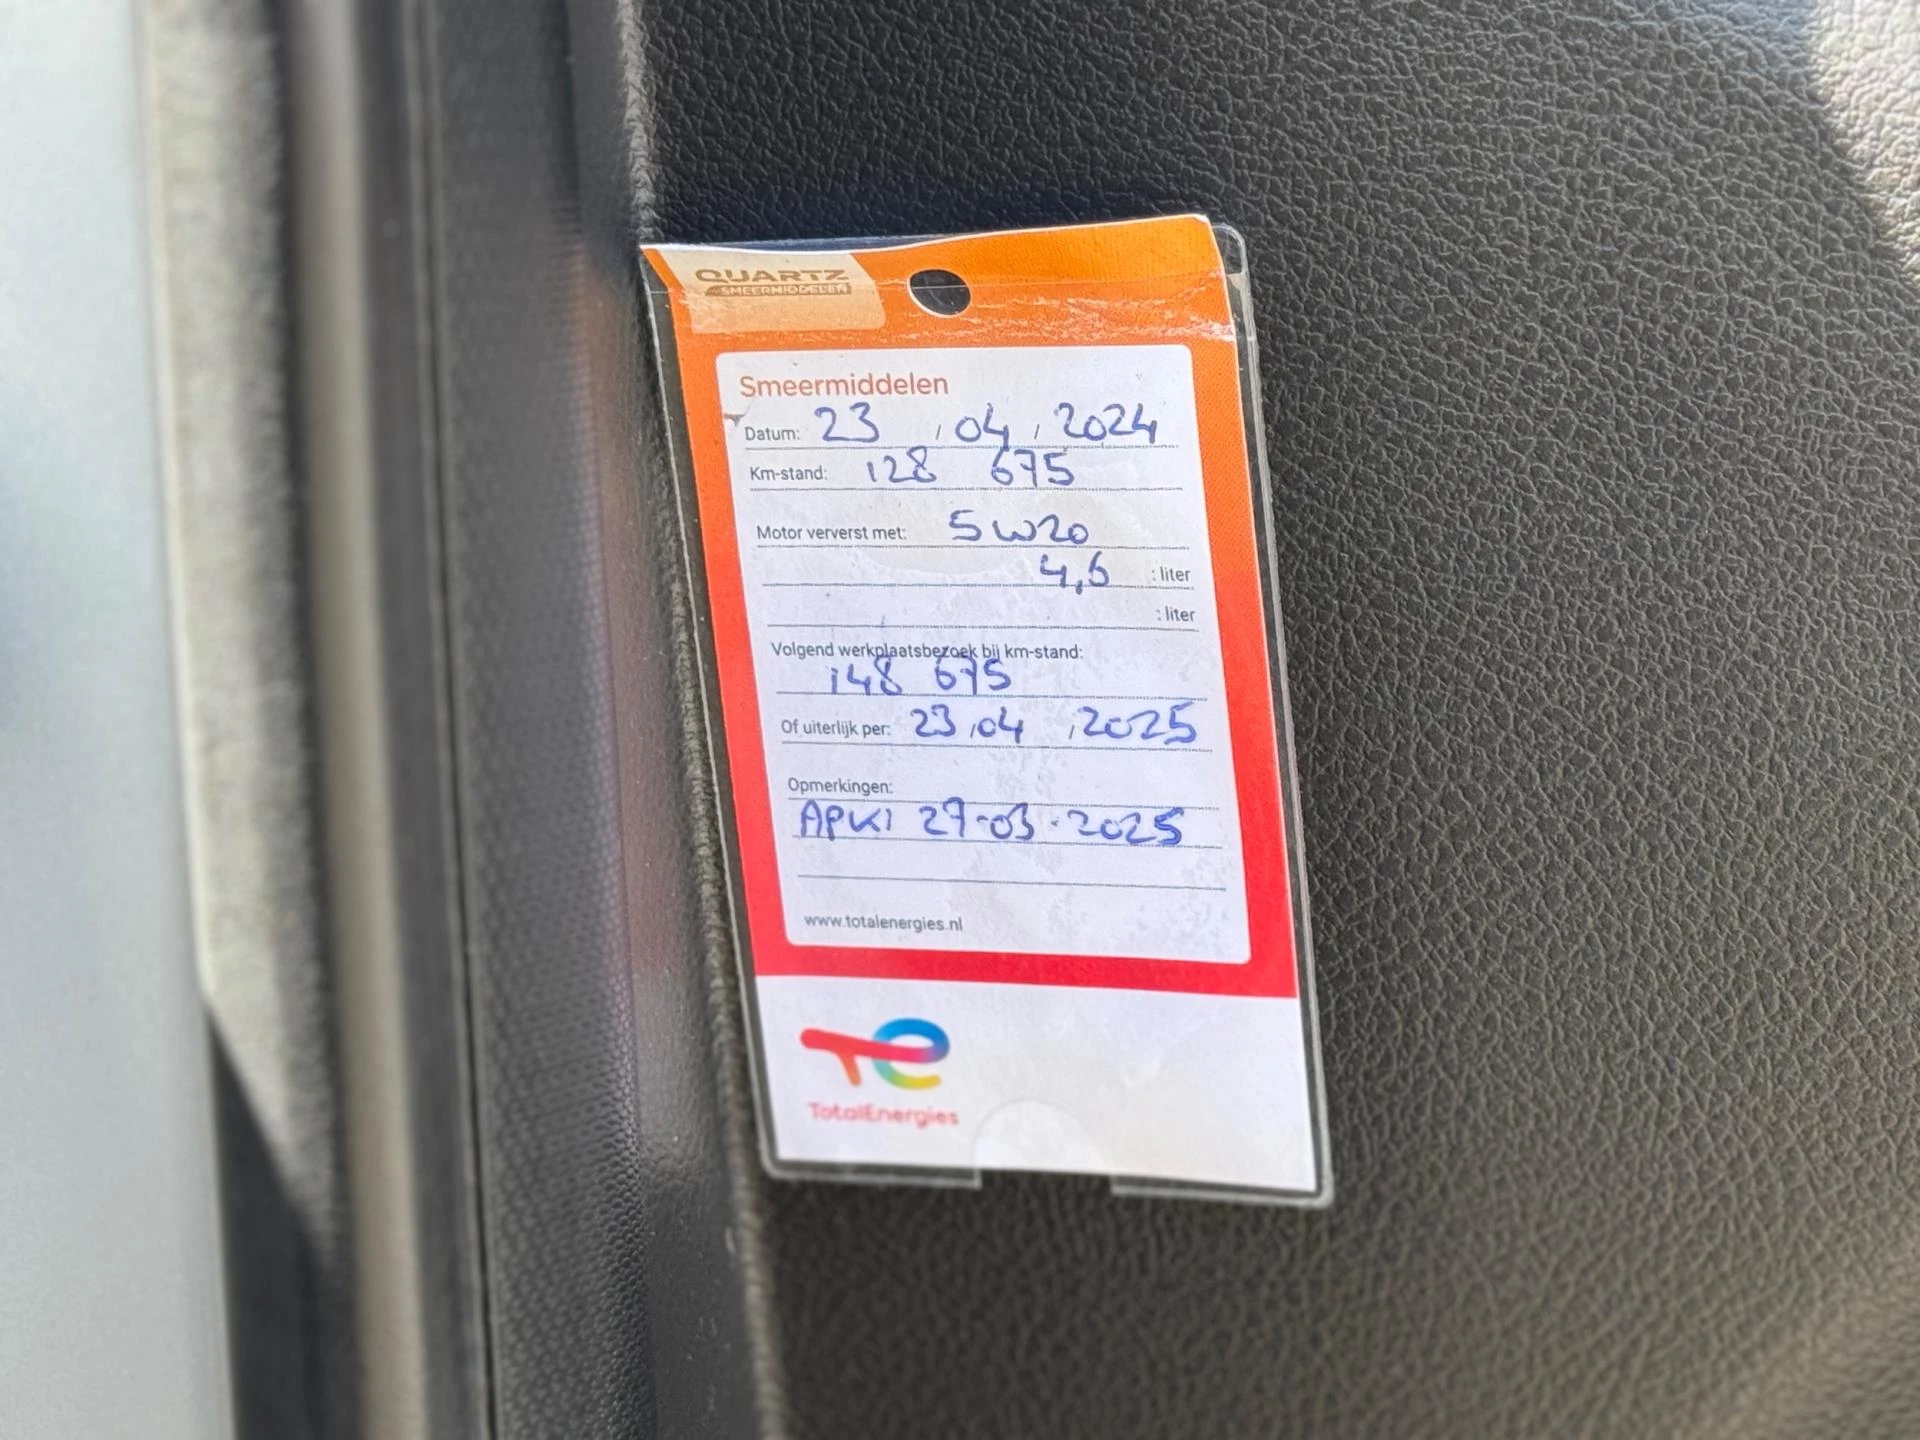 QUARTZ
SMEERMIDDELEN
Smeermiddelen
Datum: 23 / 04 / 2024
Km-stand: 128 675
Motor ververst met: 5W20
4,6 : liter
: liter
Volgend werkplaatsbezoek bij km-stand:
148 675
Of uiterlijk per: 23 / 04 / 2025
Opmerkingen:
APK 27-03-2025
www.totalenergies.nl
TotalEnergies